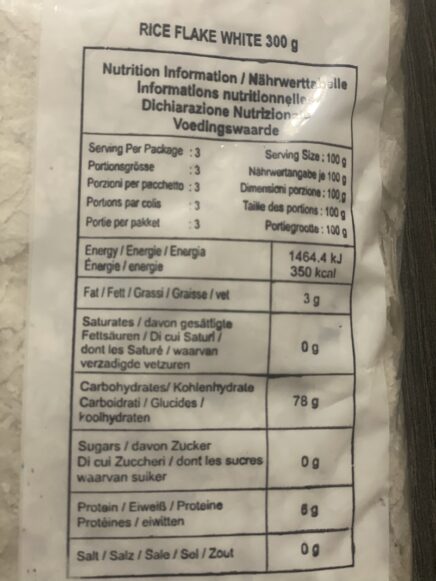 RICE FLAKE WHITE 300 g
Nutrition Information / Nährwerttabelle
Informations nutritionnelles
Dichiarazione Nutrizionale
Voedingswaarde
Serving Per Package : 3 Serving Size : 100 g
Portionsgrösse : 3 Nährwertangabe je 100 g
Porzioni per pacchetto : 3 Dimensioni porzione : 100 g
Portions par colis : 3 Taille des portions : 100 g
Portie per pakket : 3 Portiegrootte : 100 g
Energy / Energie / Energia 1464.4 kJ
Énergie / energie 350 kcal
Fat / Fett / Grassi / Graisse / vet 3 g
Saturates / davon gesättigte
Fettsäuren / Di cui Saturi /
dont les Saturé / waarvan 0 g
verzadigde vetzuren
Carbohydrates/ Kohlenhydrate
Carboidrati / Glucides / 78 g
koolhydraten
Sugars / davon Zucker
Di cui Zuccheri / dont les sucres 0 g
waarvan suiker
Protein / Eiweiß / Proteine 6 g
Protéines / eiwitten
Salt / Salz / Sale / Sel / Zout 0 g